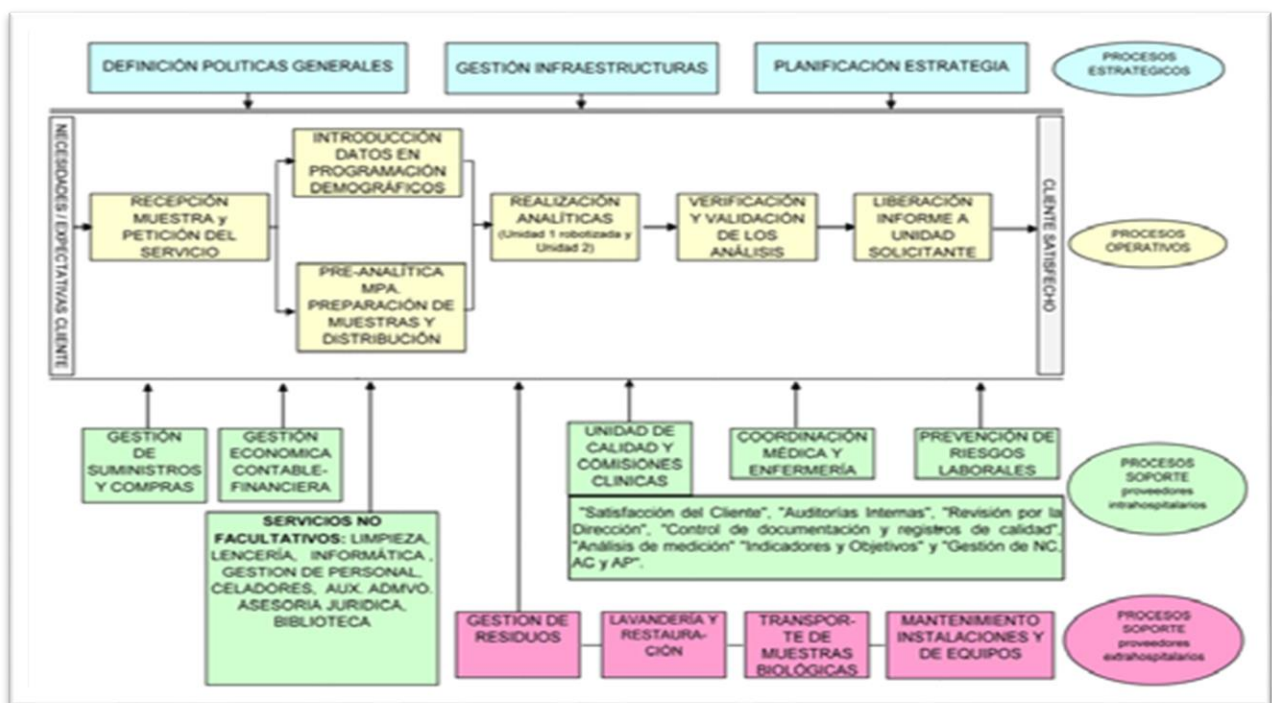 DEFINICIÓN POLITICAS GENERALES
GESTIÓN INFRAESTRUCTURAS
PLANIFICACIÓN ESTRATEGIA
PROCESOS
ESTRATEGICOS
NECESIDADES / EXPECTATIVAS CLIENTE
RECEPCIÓN
MUESTRA y
PETICIÓN DEL
SERVICIO
INTRODUCCIÓN
DATOS EN
PROGRAMACIÓN
DEMOGRÁFICOS
PRE-ANALÍTICA
MPA.
PREPARACIÓN DE
MUESTRAS Y
DISTRIBUCIÓN
REALIZACIÓN
ANALÍTICAS
(Unidad 1 robotizada y
Unidad 2)
VERIFICACIÓN
Y VALIDACIÓN
DE LOS
ANÁLISIS
LIBERACIÓN
INFORME A
UNIDAD
SOLICITANTE
CLIENTE SATISFECHO
PROCESOS
OPERATIVOS
GESTIÓN
DE
SUMINISTROS
Y COMPRAS
GESTIÓN
ECONOMICA
CONTABLE-
FINANCIERA
SERVICIOS NO
FACULTATIVOS: LIMPIEZA,
LENCERÍA, INFORMÁTICA,
GESTION DE PERSONAL,
CELADORES, AUX. ADMVO.
ASESORIA JURIDICA,
BIBLIOTECA
UNIDAD DE
CALIDAD Y
COMISIONES
CLINICAS
COORDINACIÓN
MÉDICA Y
ENFERMERÍA
PREVENCIÓN DE
RIESGOS
LABORALES
"Satisfacción del Cliente", "Auditorías Internas", "Revisión por la
Dirección", "Control de documentación y registros de calidad".
"Análisis de medición" "Indicadores y Objetivos" y "Gestión de NC,
AC y AP".
PROCESOS
SOPORTE
proveedores
intrahospitalarios
GESTIÓN DE
RESIDUOS
LAVANDERÍA Y
RESTAURA-
CIÓN
TRANSPOR-
TE DE
MUESTRAS
BIOLÓGICAS
MANTENIMIENTO
INSTALACIONES Y
DE EQUIPOS
PROCESOS
SOPORTE
proveedores
extrahospitalarios